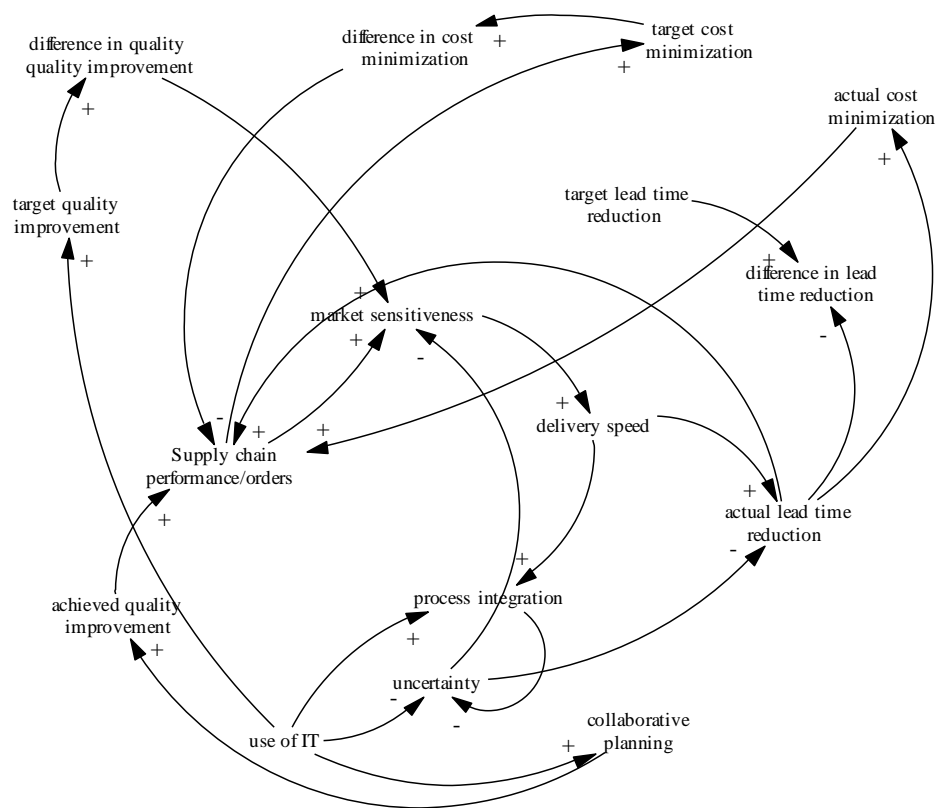 difference in quality
quality improvement
difference in cost
minimization
target cost
minimization
+
+
+
actual cost
minimization
+
target quality
improvement
+
target lead time
reduction
+
difference in lead
time reduction
-
+
market sensitiveness
+
-
+
delivery speed
-
+
+
Supply chain
performance/orders
+
+
actual lead time
reduction
-
+
process integration
+
achieved quality
improvement
+
uncertainty
-
-
use of IT
collaborative
planning
+